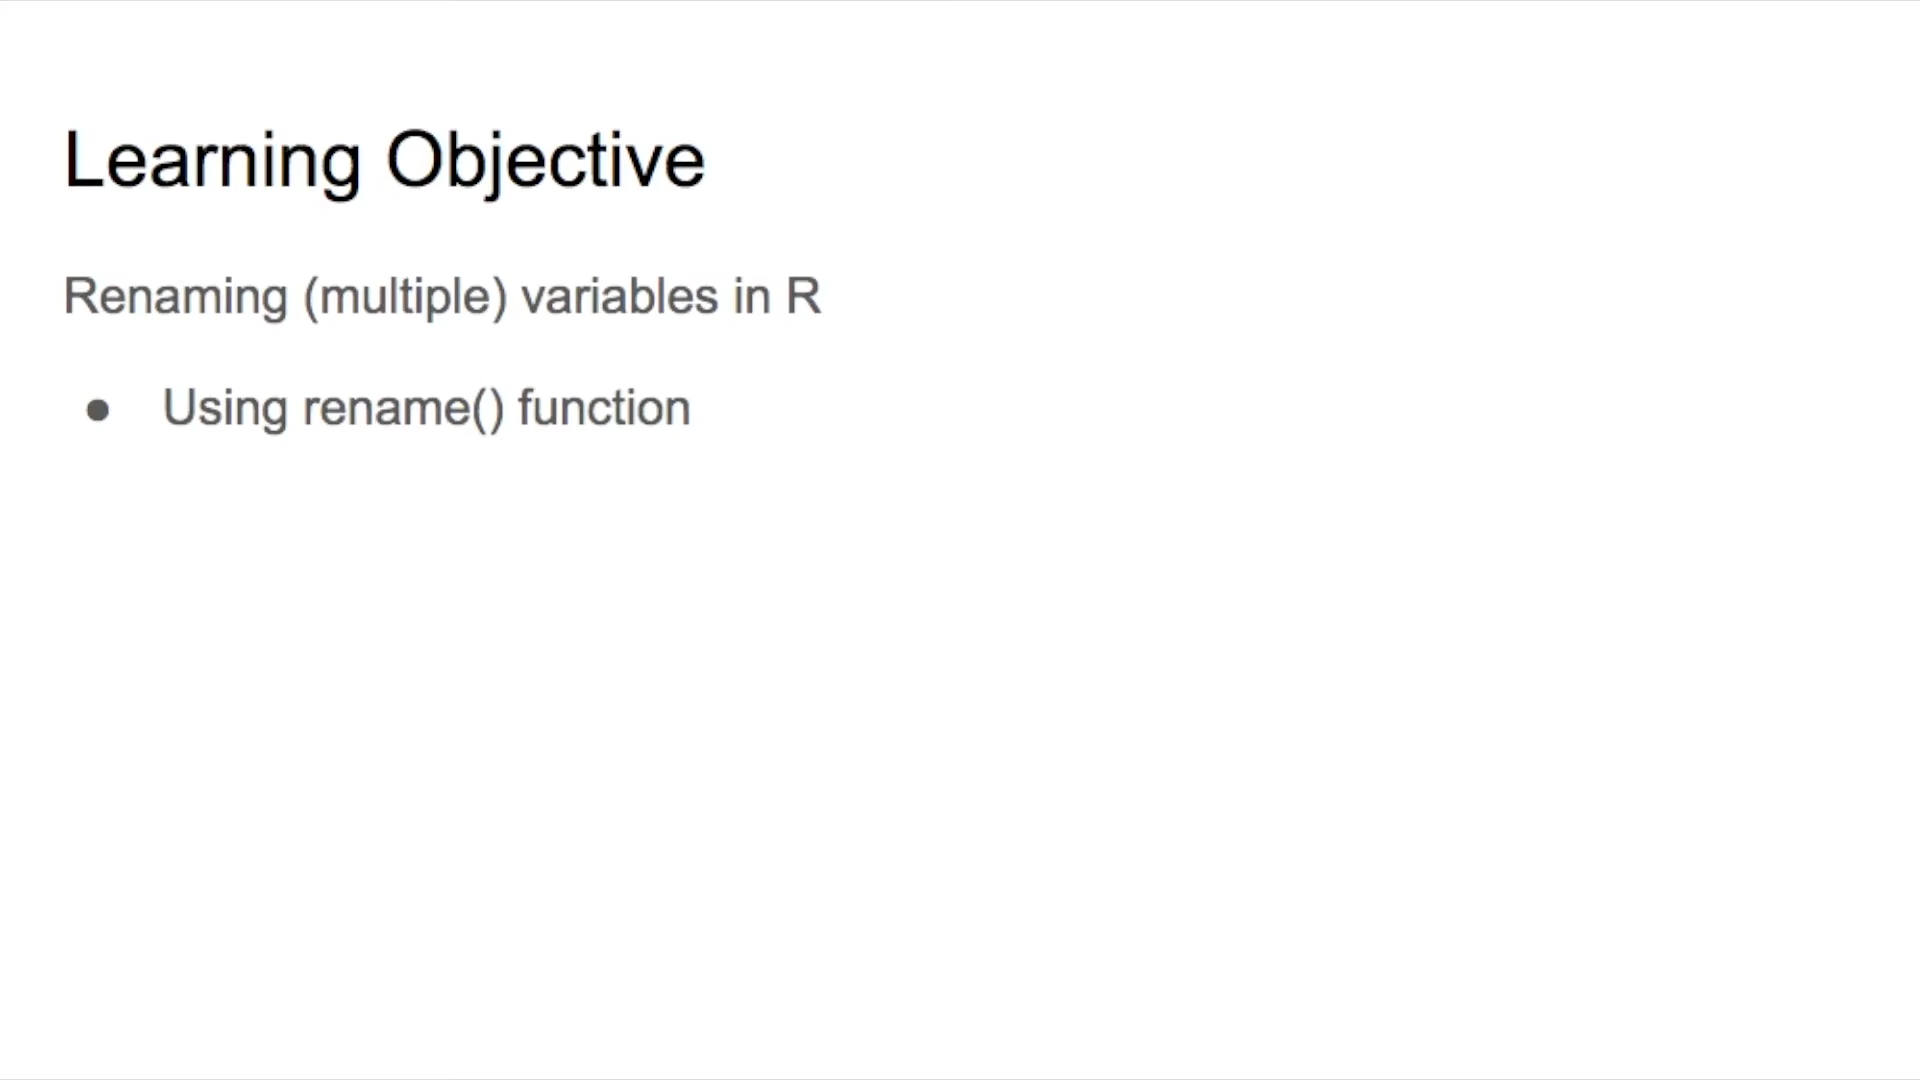 Learning Objective
Renaming (multiple) variables in R
● Using rename() function